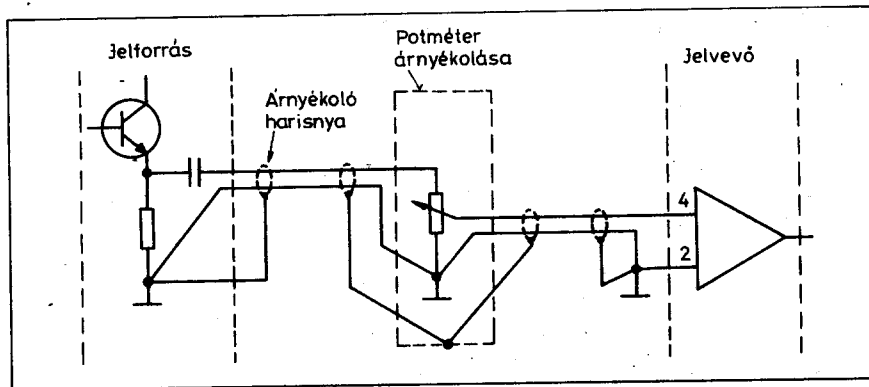 Jelforrás
Potméter
árnyékolása
Jelvevő
Árnyékoló
harisnya
4
2